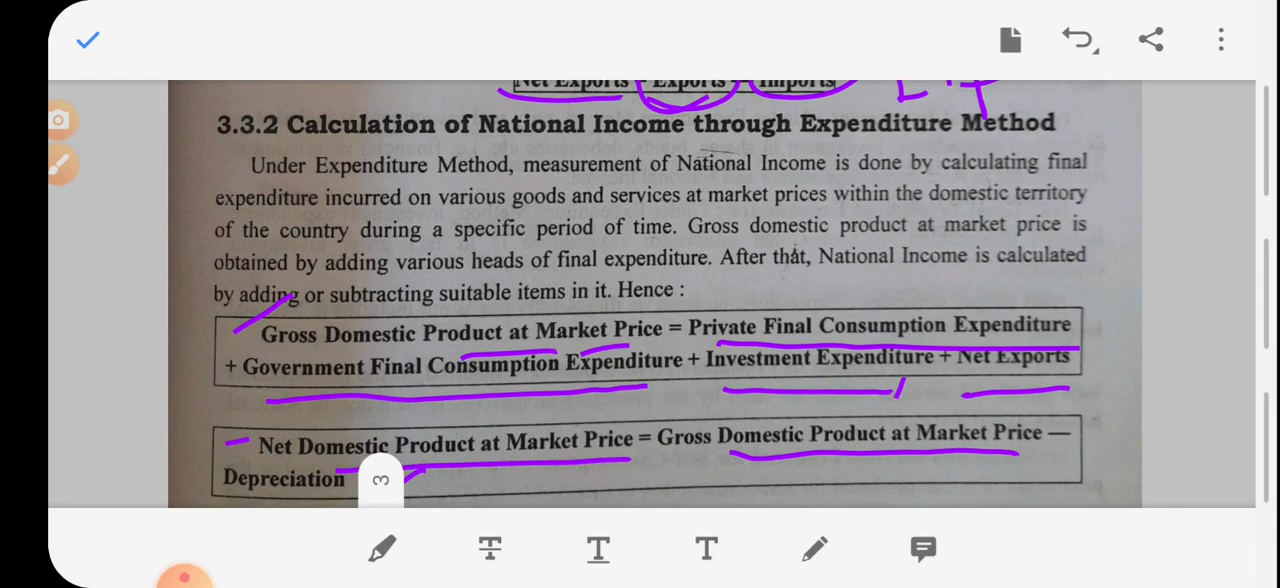 Net Exports = Exports — Imports
3.3.2 Calculation of National Income through Expenditure Method
Under Expenditure Method, measurement of National Income is done by calculating final
expenditure incurred on various goods and services at market prices within the domestic territory
of the country during a specific period of time. Gross domestic product at market price is
obtained by adding various heads of final expenditure. After that, National Income is calculated
by adding or subtracting suitable items in it. Hence :
Gross Domestic Product at Market Price = Private Final Consumption Expenditure
+ Government Final Consumption Expenditure + Investment Expenditure + Net Exports
Net Domestic Product at Market Price = Gross Domestic Product at Market Price —
Depreciation
3